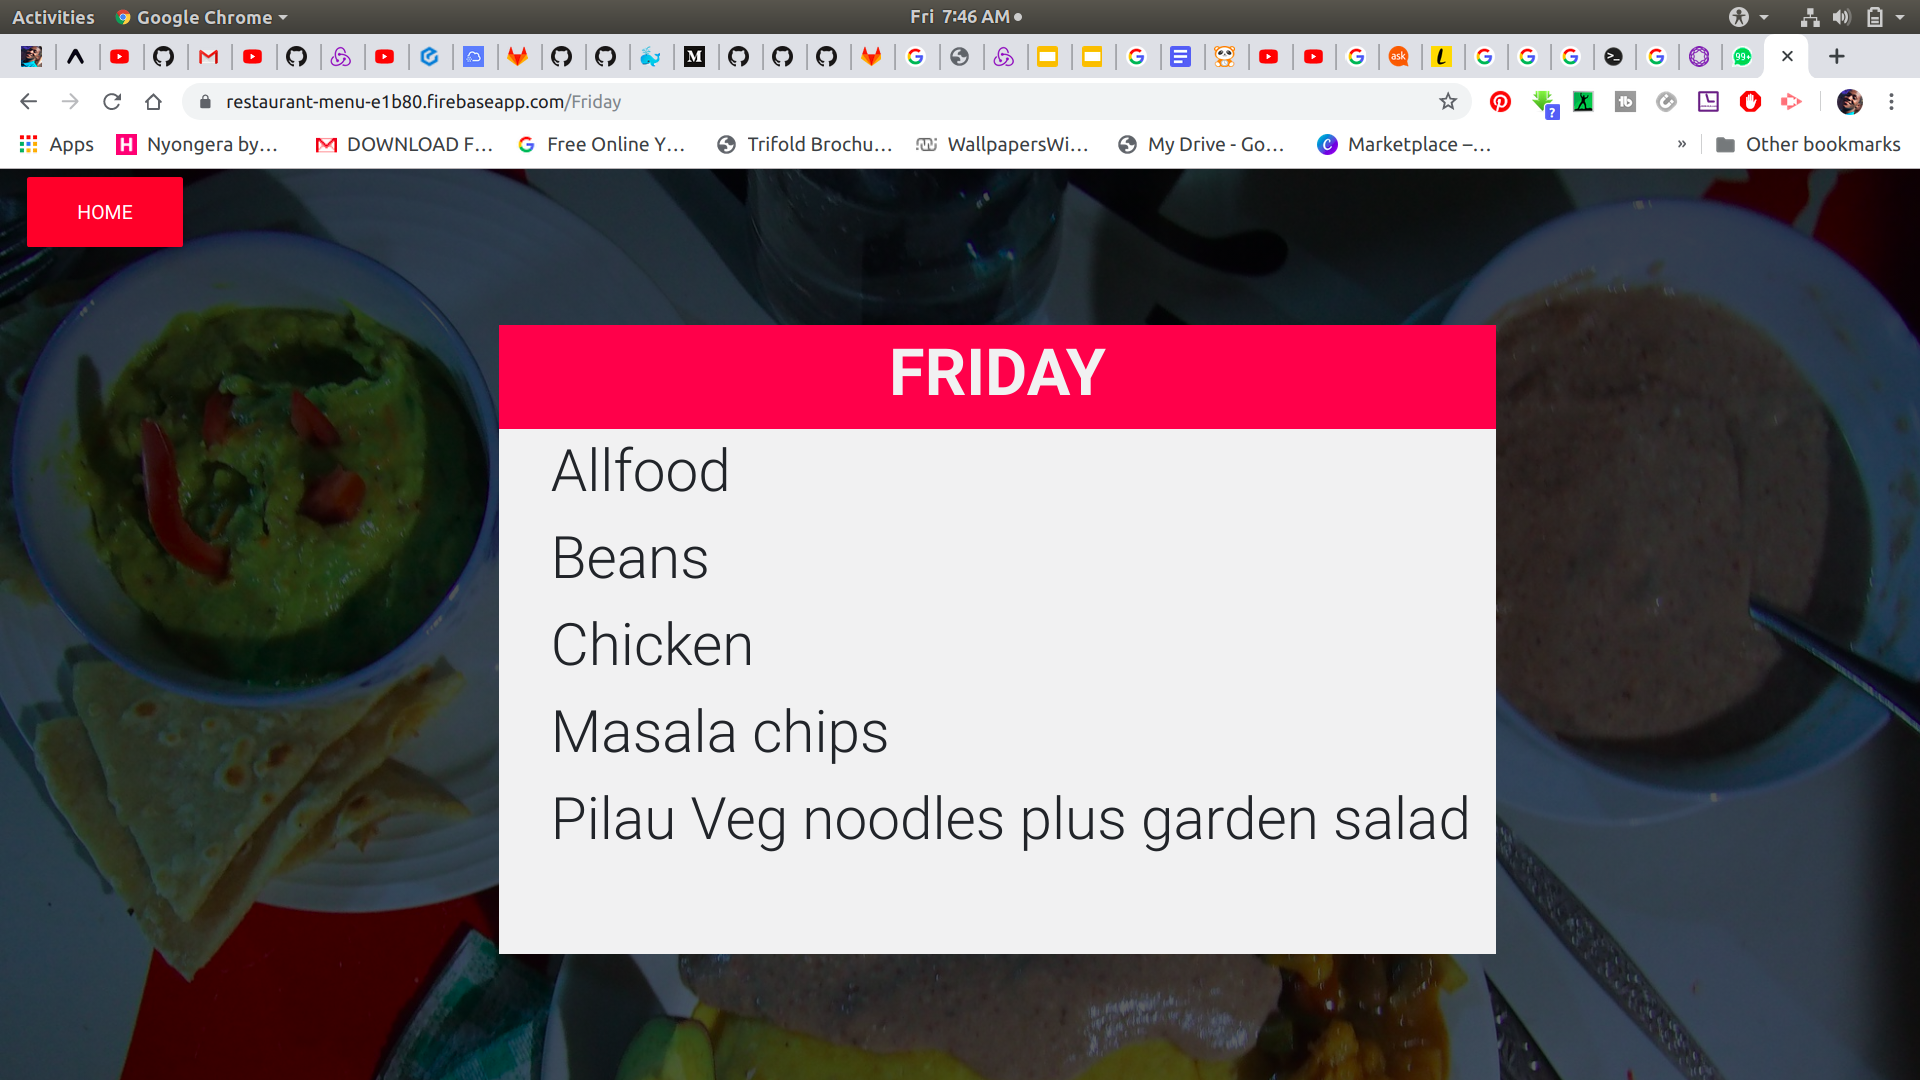 Activities Google Chrome Fri 7:46 AM
restaurant-menu-e1b80.firebaseapp.com/Friday
Apps Nyongera by... DOWNLOAD F... Free Online Y... Trifold Brochu... WallpapersWi... My Drive - Go... Marketplace –... » Other bookmarks
HOME
FRIDAY
Allfood
Beans
Chicken
Masala chips
Pilau Veg noodles plus garden salad